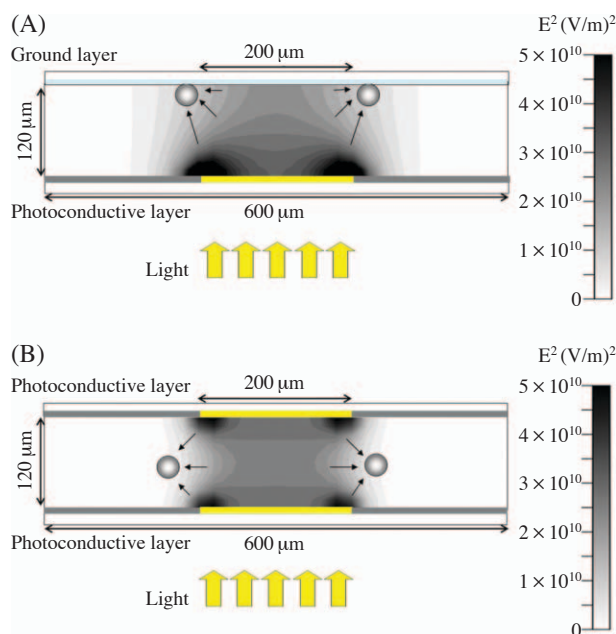 (A)
E² (V/m)²
Ground layer
200 μm
5 × 10¹⁰
4 × 10¹⁰
3 × 10¹⁰
2 × 10¹⁰
1 × 10¹⁰
0
120 μm
Photoconductive layer
600 μm
Light
(B)
E² (V/m)²
Photoconductive layer
200 μm
5 × 10¹⁰
4 × 10¹⁰
3 × 10¹⁰
2 × 10¹⁰
1 × 10¹⁰
0
120 μm
Photoconductive layer
600 μm
Light